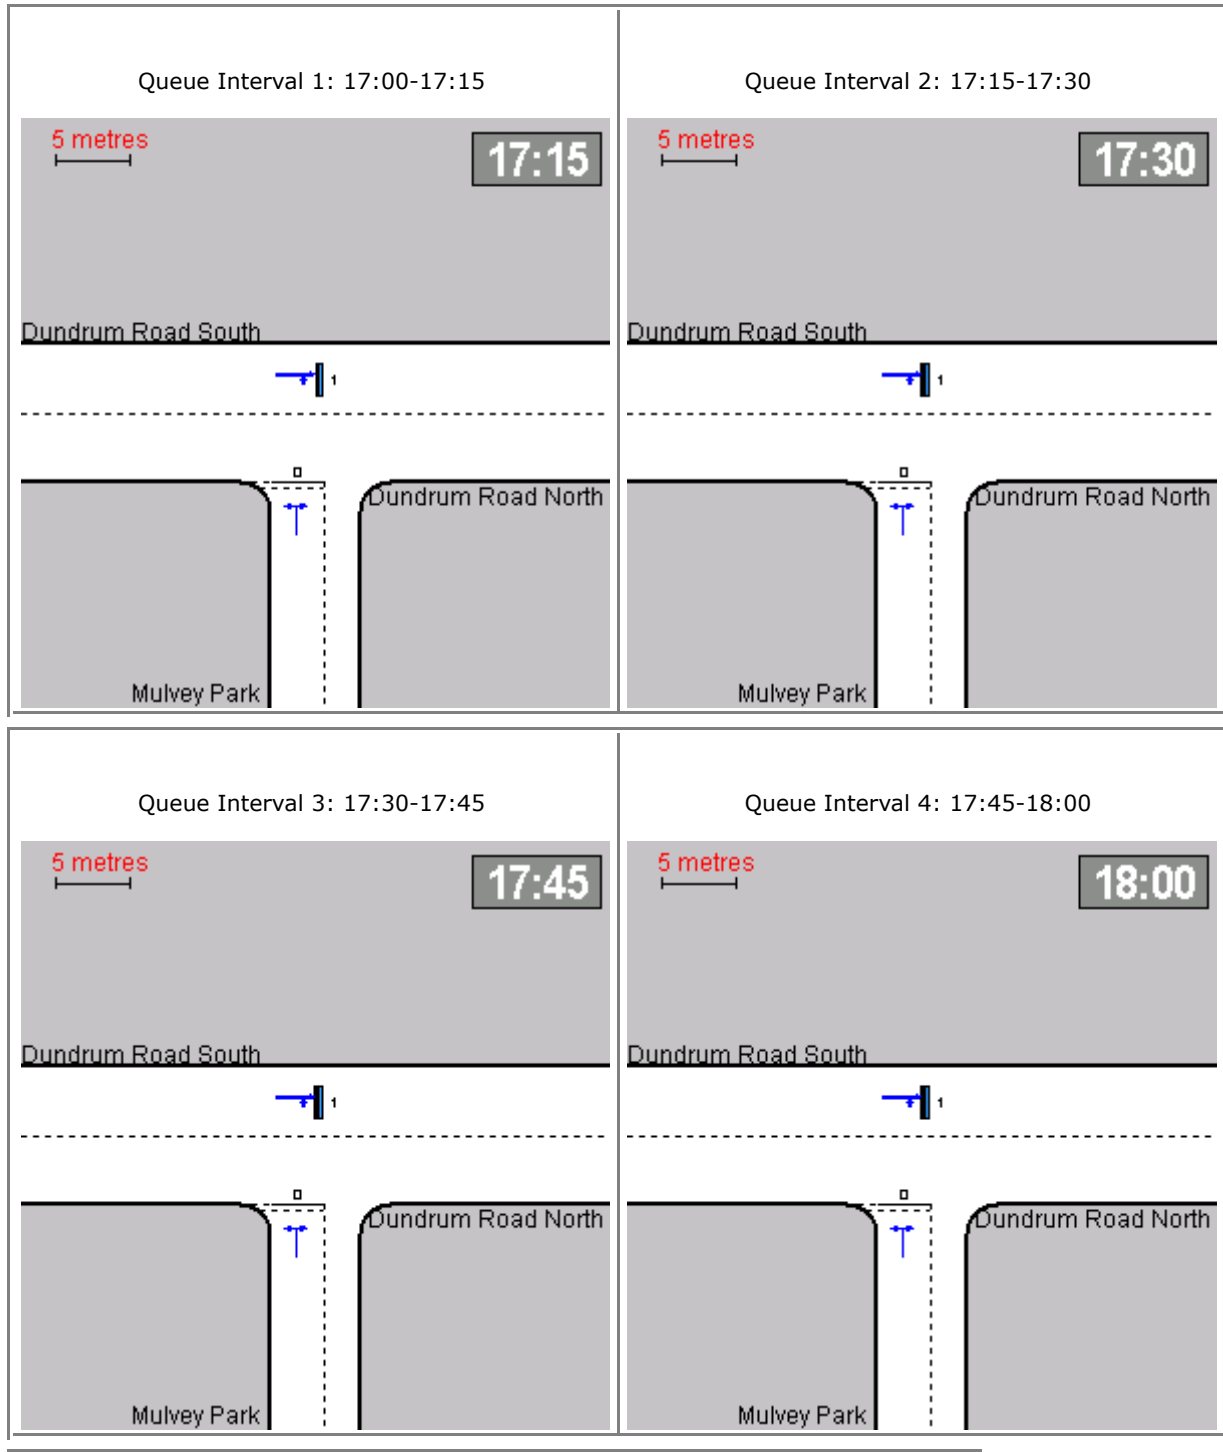 Queue Interval 1: 17:00-17:15
5 metres
17:15
Dundrum Road South
1
0
Dundrum Road North
Mulvey Park
Queue Interval 2: 17:15-17:30
5 metres
17:30
Dundrum Road South
1
0
Dundrum Road North
Mulvey Park
Queue Interval 3: 17:30-17:45
5 metres
17:45
Dundrum Road South
1
0
Dundrum Road North
Mulvey Park
Queue Interval 4: 17:45-18:00
5 metres
18:00
Dundrum Road South
1
0
Dundrum Road North
Mulvey Park